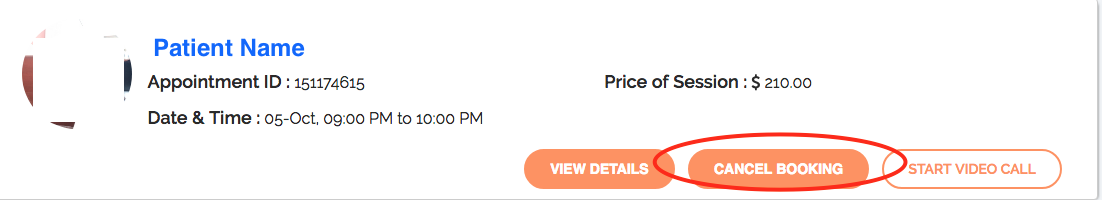 Patient Name
Appointment ID : 151174615
Price of Session : $ 210.00
Date & Time : 05-Oct, 09:00 PM to 10:00 PM
VIEW DETAILS
CANCEL BOOKING
START VIDEO CALL